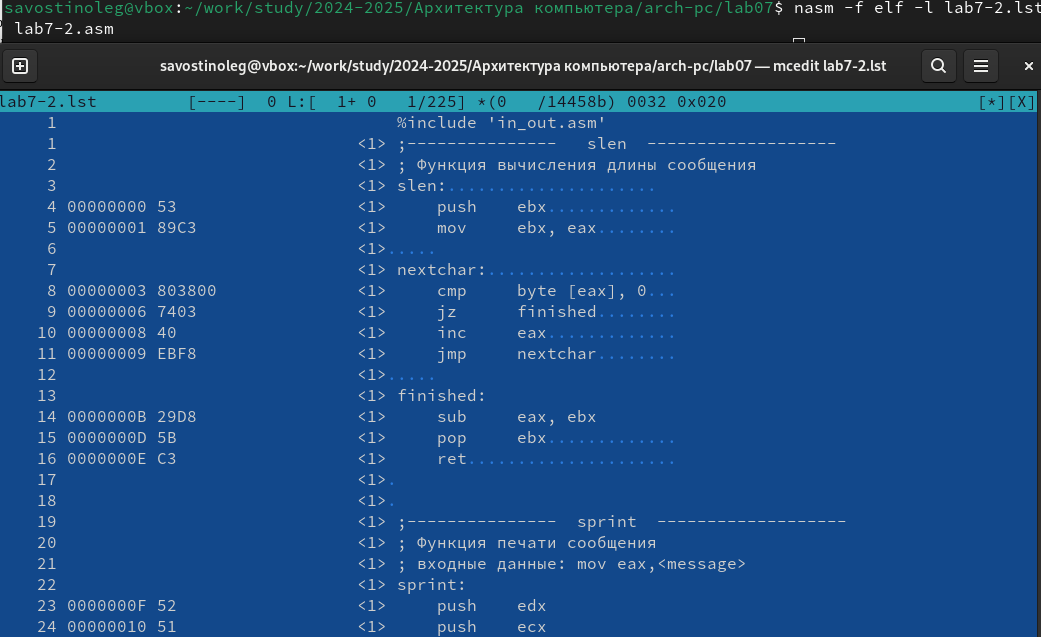 savostinoleg@vbox:~/work/study/2024-2025/Архитектура компьютера/arch-pc/lab07$ nasm -f elf -l lab7-2.lst
lab7-2.asm
savostinoleg@vbox:~/work/study/2024-2025/Архитектура компьютера/arch-pc/lab07 — mcedit lab7-2.lst
lab7-2.lst [----] 0 L:[ 1+ 0 1/225] *(0 /14458b) 0032 0x020 [*][X]
1 %include 'in_out.asm'
1 <1> ;--------------- slen -------------------
2 <1> ; Функция вычисления длины сообщения
3 <1> slen:.....................
4 00000000 53 <1> push ebx.............
5 00000001 89C3 <1> mov ebx, eax........
6 <1>.....
7 <1> nextchar:...................
8 00000003 803800 <1> cmp byte [eax], 0...
9 00000006 7403 <1> jz finished........
10 00000008 40 <1> inc eax.............
11 00000009 EBF8 <1> jmp nextchar........
12 <1>.....
13 <1> finished:
14 0000000B 29D8 <1> sub eax, ebx
15 0000000D 5B <1> pop ebx.............
16 0000000E C3 <1> ret.....................
17 <1>.
18 <1>.
19 <1> ;--------------- sprint -------------------
20 <1> ; Функция печати сообщения
21 <1> ; входные данные: mov eax,<message>
22 <1> sprint:
23 0000000F 52 <1> push edx
24 00000010 51 <1> push ecx